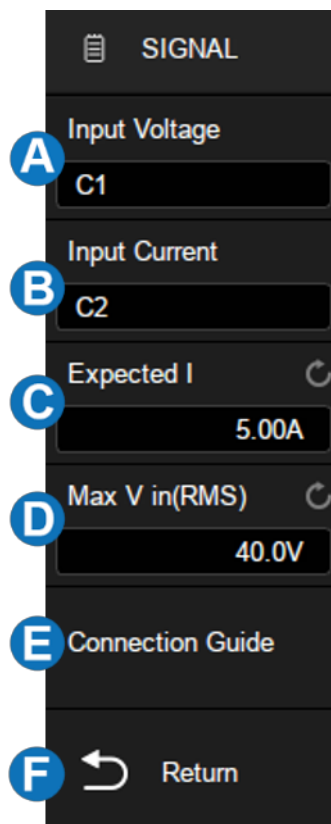 SIGNAL
Input Voltage
A
C1
Input Current
B
C2
Expected I
C
5.00A
Max V in(RMS)
D
40.0V
E Connection Guide
F Return